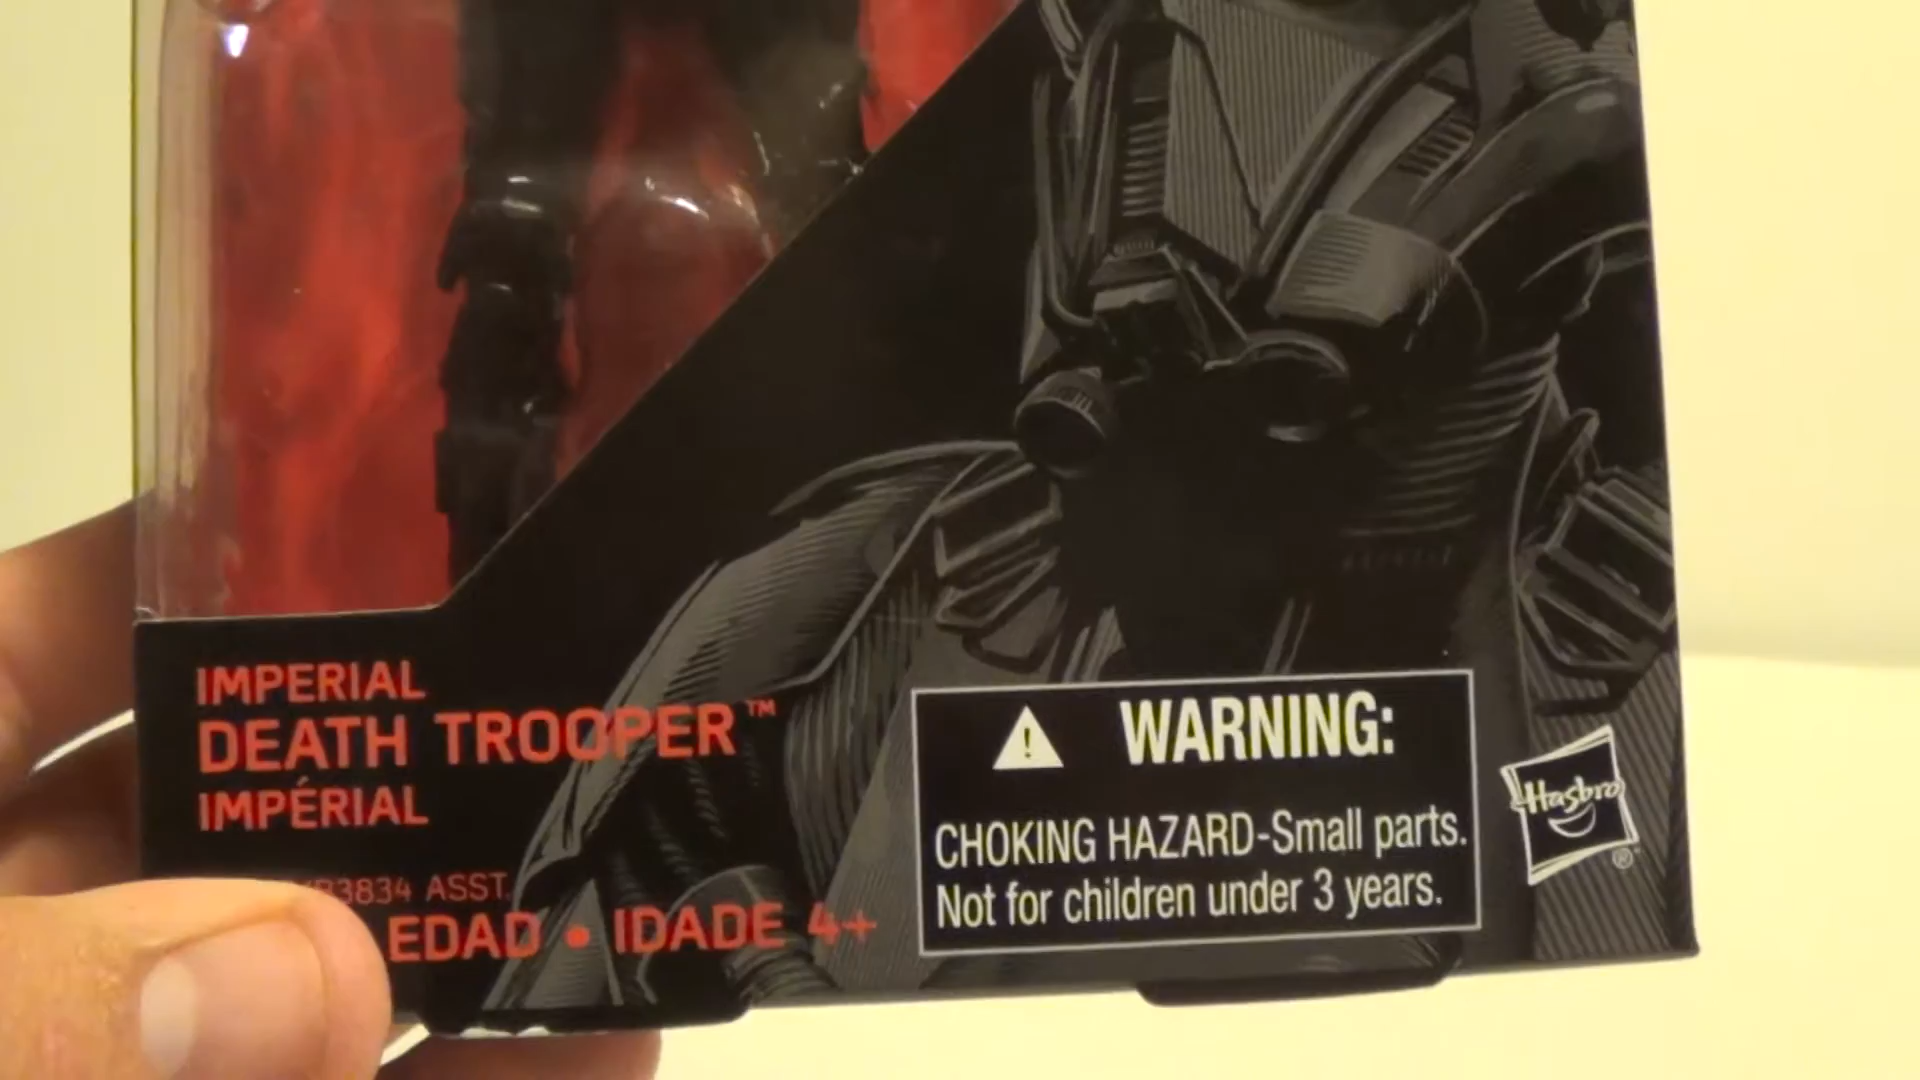 IMPERIAL
DEATH TROOPER™
IMPÉRIAL
3834 ASST.
EDAD • IDADE 4+
WARNING:
CHOKING HAZARD-Small parts.
Not for children under 3 years.
Hasbro
®